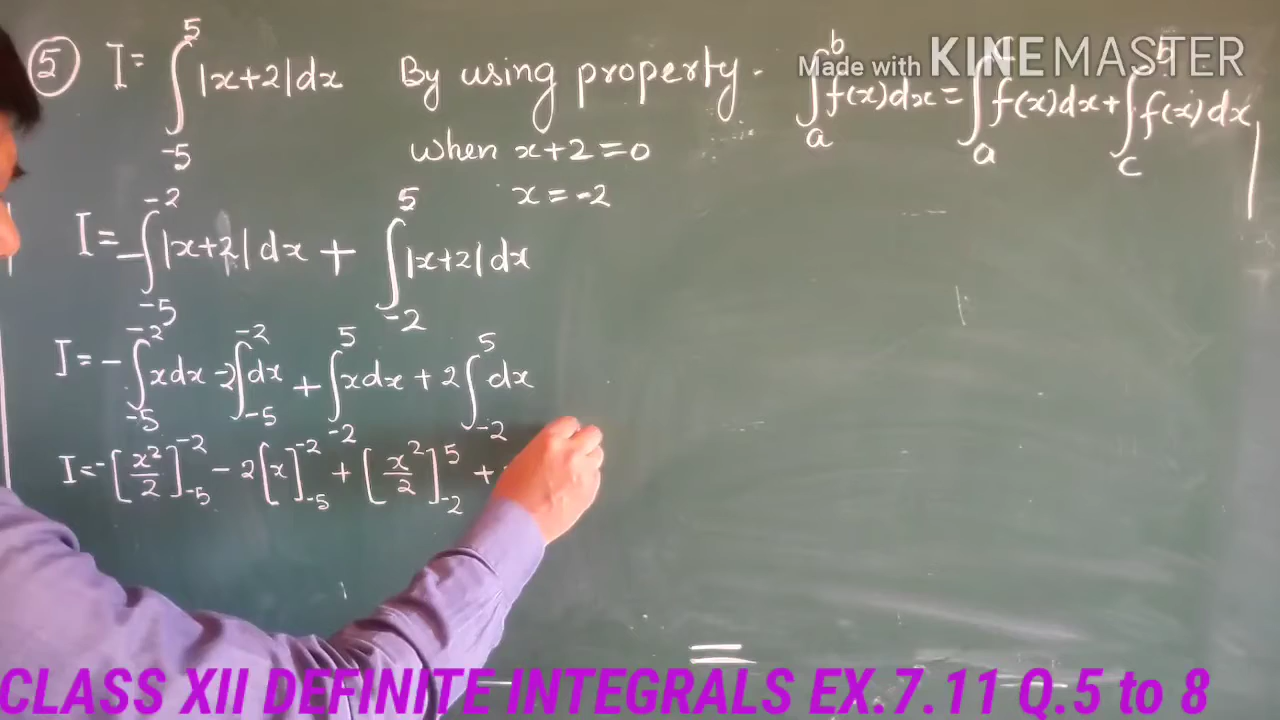 ⑤ I = ∫_{-5}^{5} |x+2| dx By using property. ∫_{a}^{b} f(x)dx = ∫_{a} f(x)dx + ∫_{c}^{b} f(x)dx
Made with KINEMASTER
when x+2=0
x = -2
I = -∫_{-5}^{-2} |x+2| dx + ∫_{-2}^{5} |x+2| dx
I = -∫_{-5}^{-2} x dx - 2∫_{-5}^{-2} dx + ∫_{-2}^{5} x dx + 2∫_{-2}^{5} dx
I = -[x²/2]_{-5}^{-2} - 2[x]_{-5}^{-2} + [x²/2]_{-2}^{5} +
=
CLASS XII DEFINITE INTEGRALS EX.7.11 Q.5 to 8